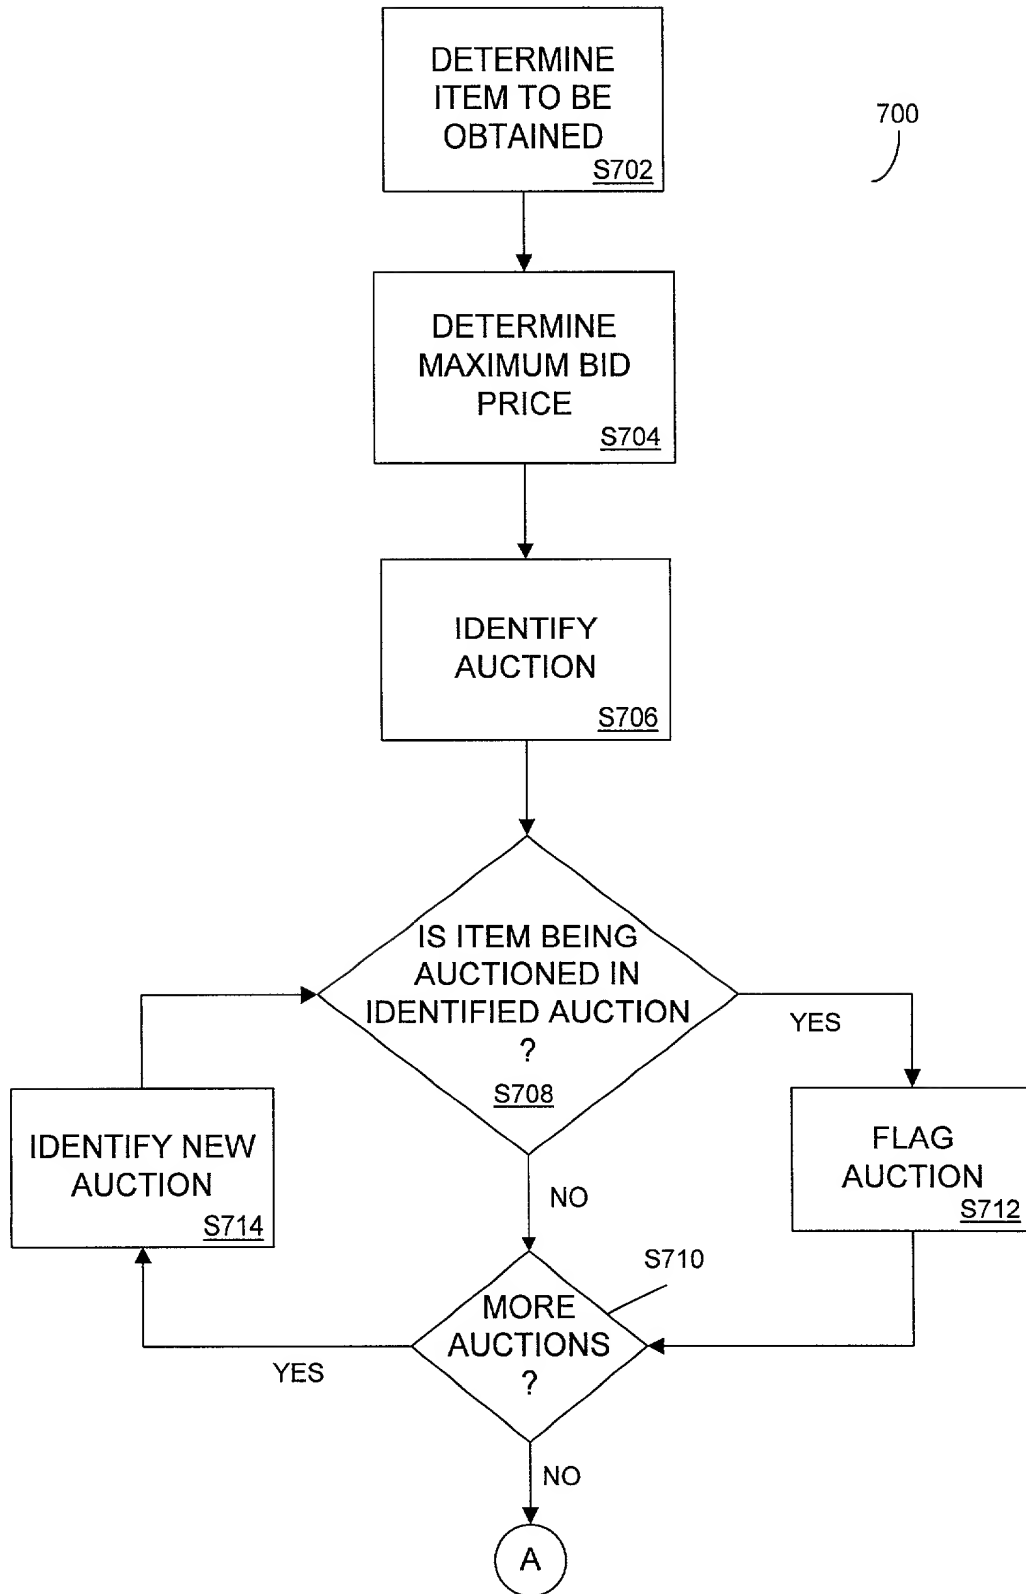 DETERMINE
ITEM TO BE
OBTAINED
S702
700
DETERMINE
MAXIMUM BID
PRICE
S704
IDENTIFY
AUCTION
S706
IS ITEM BEING
AUCTIONED IN
IDENTIFIED AUCTION
?
S708
YES
IDENTIFY NEW
AUCTION
S714
FLAG
AUCTION
S712
NO
S710
MORE
AUCTIONS
?
YES
NO
A